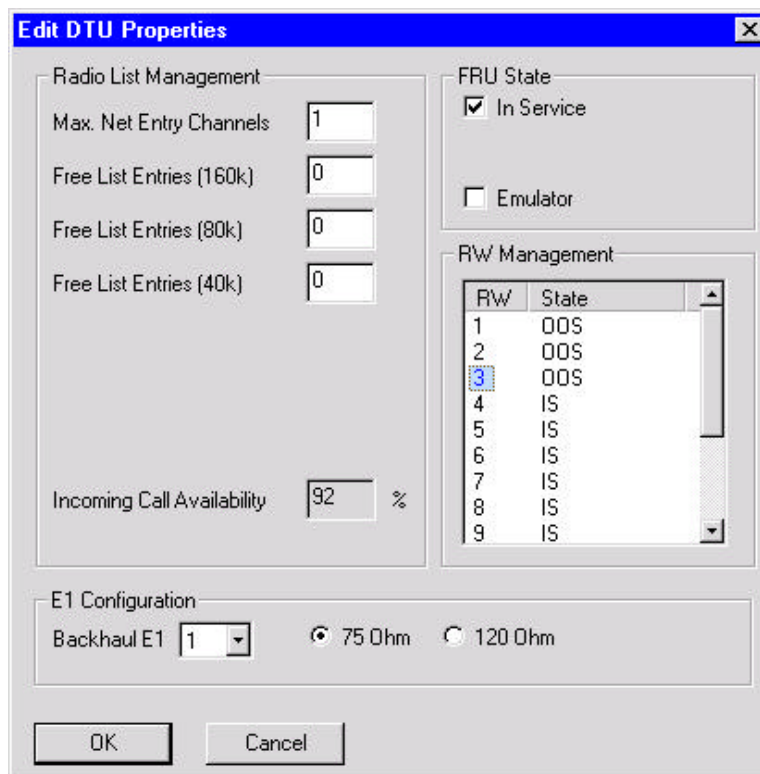 Edit DTU Properties
Radio List Management
Max. Net Entry Channels 1
Free List Entries (160k) 0
Free List Entries (80k) 0
Free List Entries (40k) 0
Incoming Call Availability 92 %
FRU State
In Service
Emulator
RW Management
RW State
1 OOS
2 OOS
3 OOS
4 IS
5 IS
6 IS
7 IS
8 IS
9 IS
E1 Configuration
Backhaul E1 1 75 Ohm 120 Ohm
OK Cancel